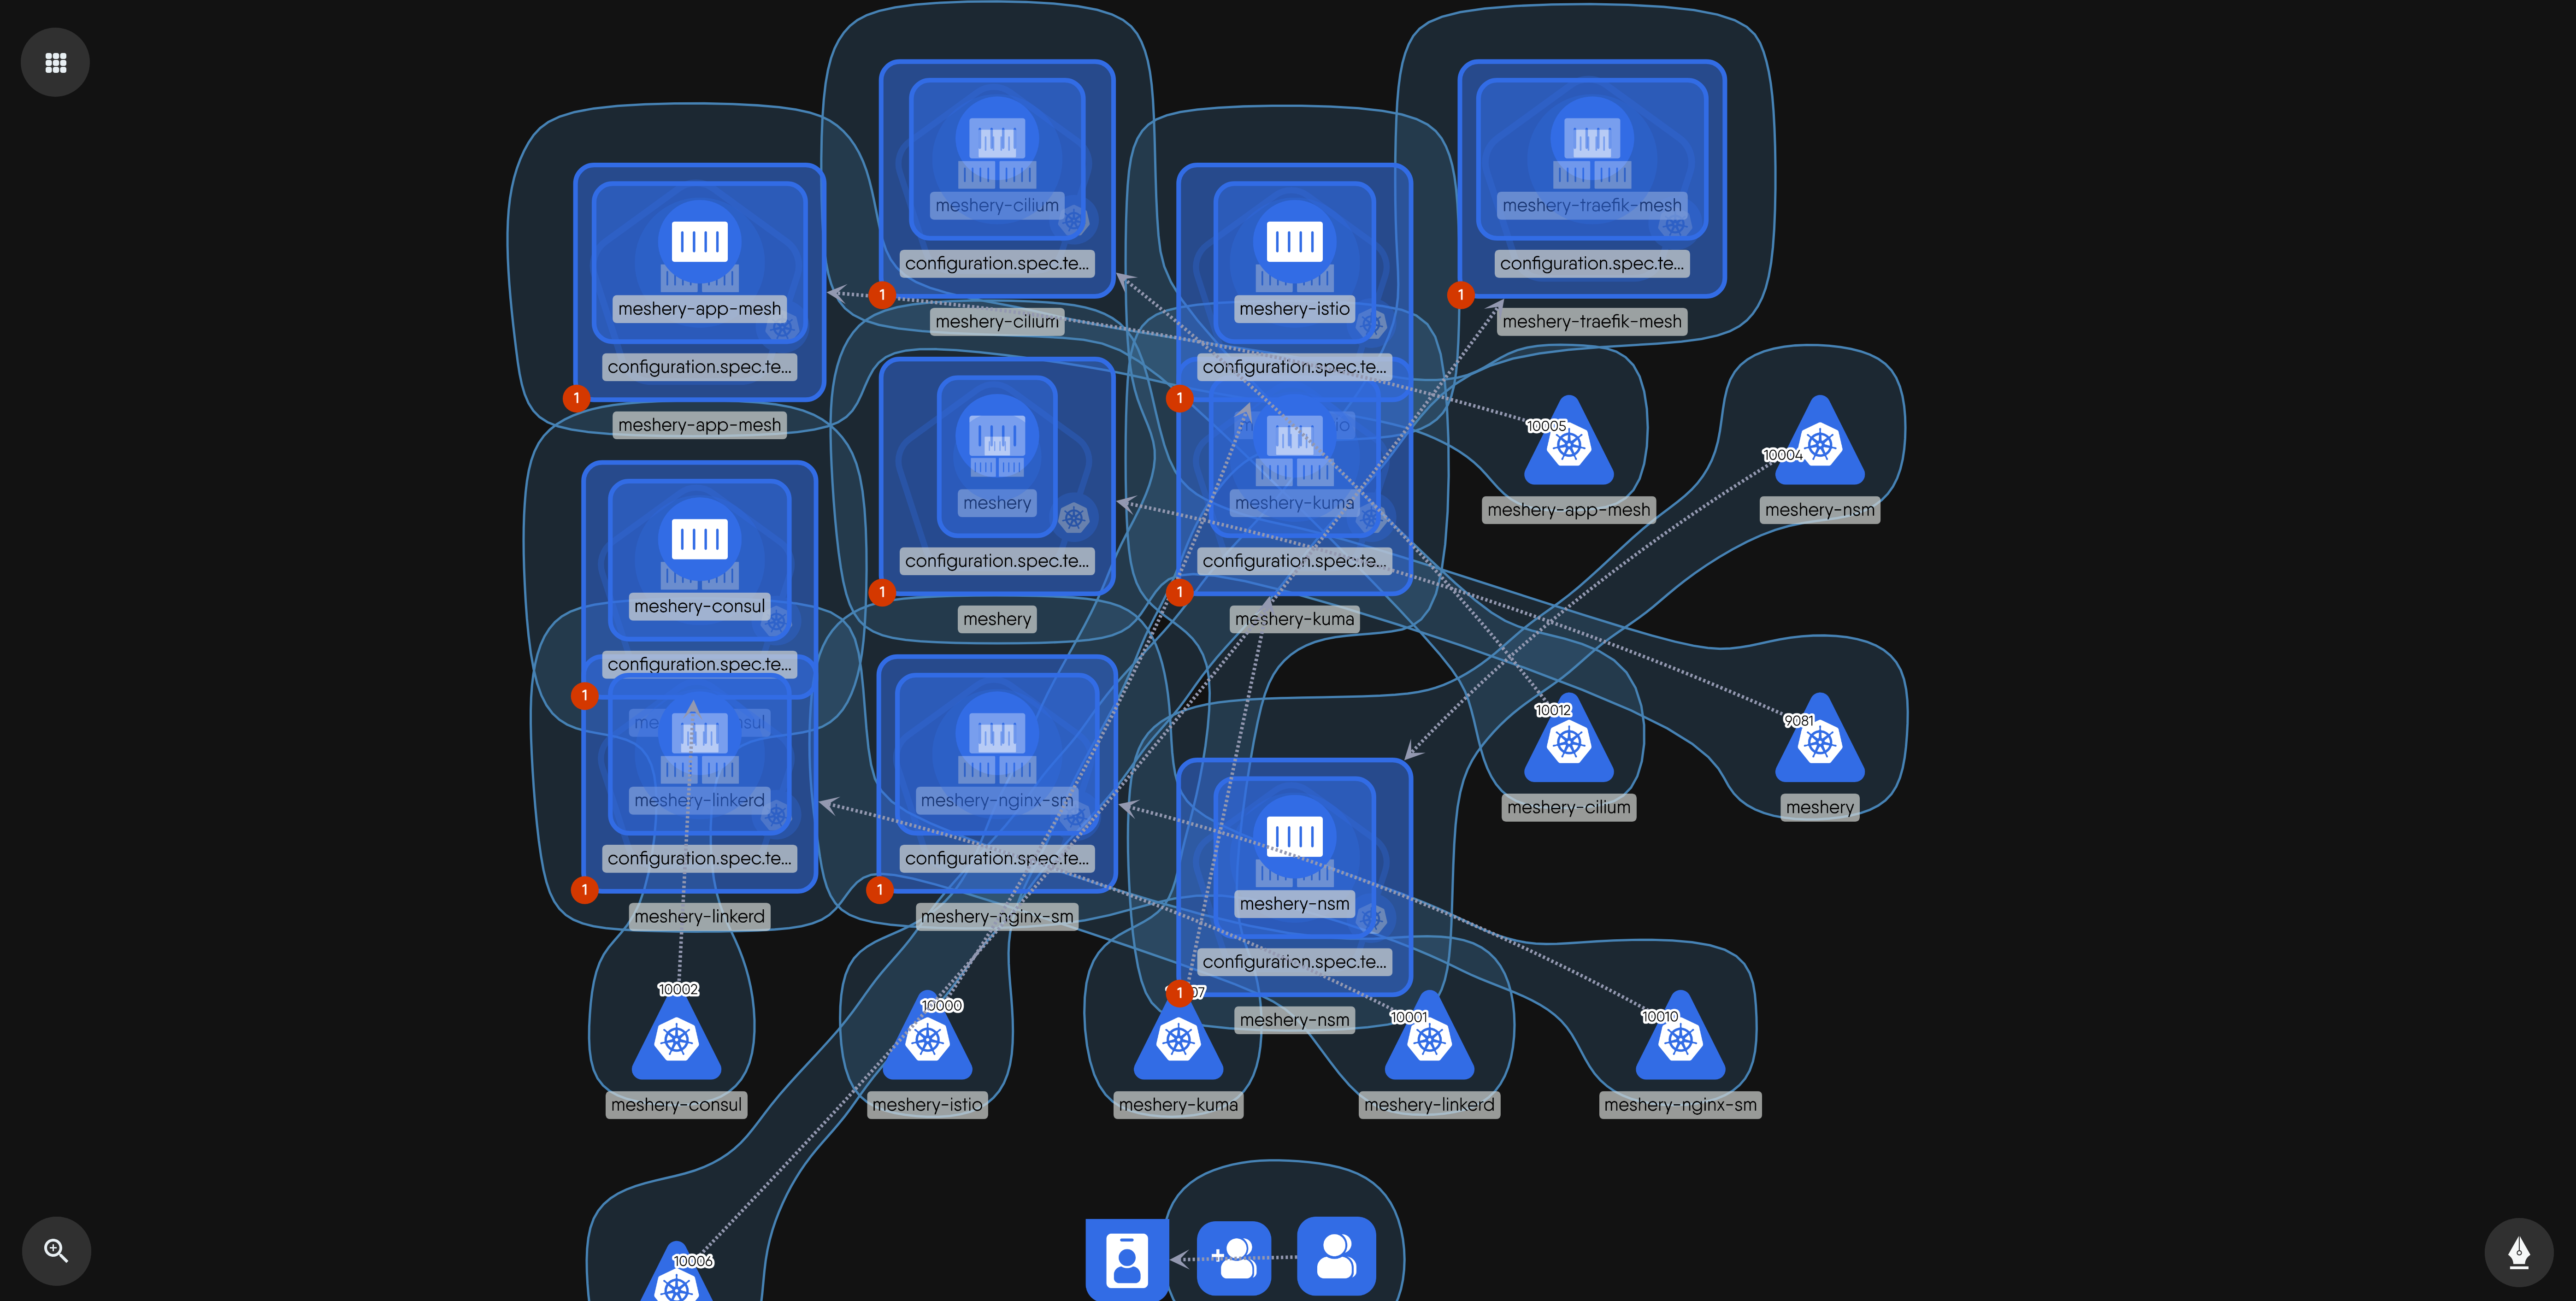 meshery-cilium
meshery-traefik-mesh
configuration.spec.te...
configuration.spec.te...
1
1
meshery-cilium
meshery-traefik-mesh
meshery-app-mesh
meshery-istio
configuration.spec.te...
configuration.spec.te...
1
1
meshery-app-mesh
10005
10004
meshery
meshery-kuma
meshery-app-mesh
meshery-nsm
configuration.spec.te...
configuration.spec.te...
1
1
meshery
meshery-kuma
meshery-consul
configuration.spec.te...
1
10012
9081
meshery-linkerd
meshery-nginx-sm
meshery-cilium
meshery
configuration.spec.te...
configuration.spec.te...
1
1
meshery-linkerd
meshery-nginx-sm
meshery-nsm
configuration.spec.te...
1
meshery-nsm
10002
10000
10001
10010
meshery-consul
meshery-istio
meshery-kuma
meshery-linkerd
meshery-nginx-sm
10006